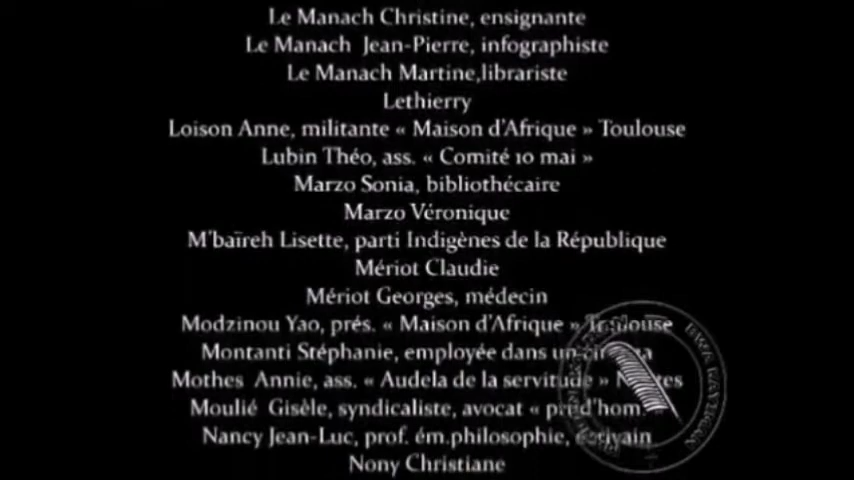 Le Manach Christine, ensignante
Le Manach Jean-Pierre, infographiste
Le Manach Martine,librariste
Lethierry
Loison Anne, militante « Maison d'Afrique » Toulouse
Lubin Théo, ass. « Comité 10 mai »
Marzo Sonia, bibliothécaire
Marzo Véronique
M'baïreh Lisette, parti Indigènes de la République
Mériot Claudie
Mériot Georges, médecin
Modzinou Yao, prés. « Maison d'Afrique » Toulouse
Montanti Stéphanie, employée dans un
Mothes Annie, ass. « Audela de la servitude » Nantes
Moulié Gisèle, syndicaliste, avocat « prud'hom
Nancy Jean-Luc, prof. ém.philosophie, écrivain
Nony Christiane